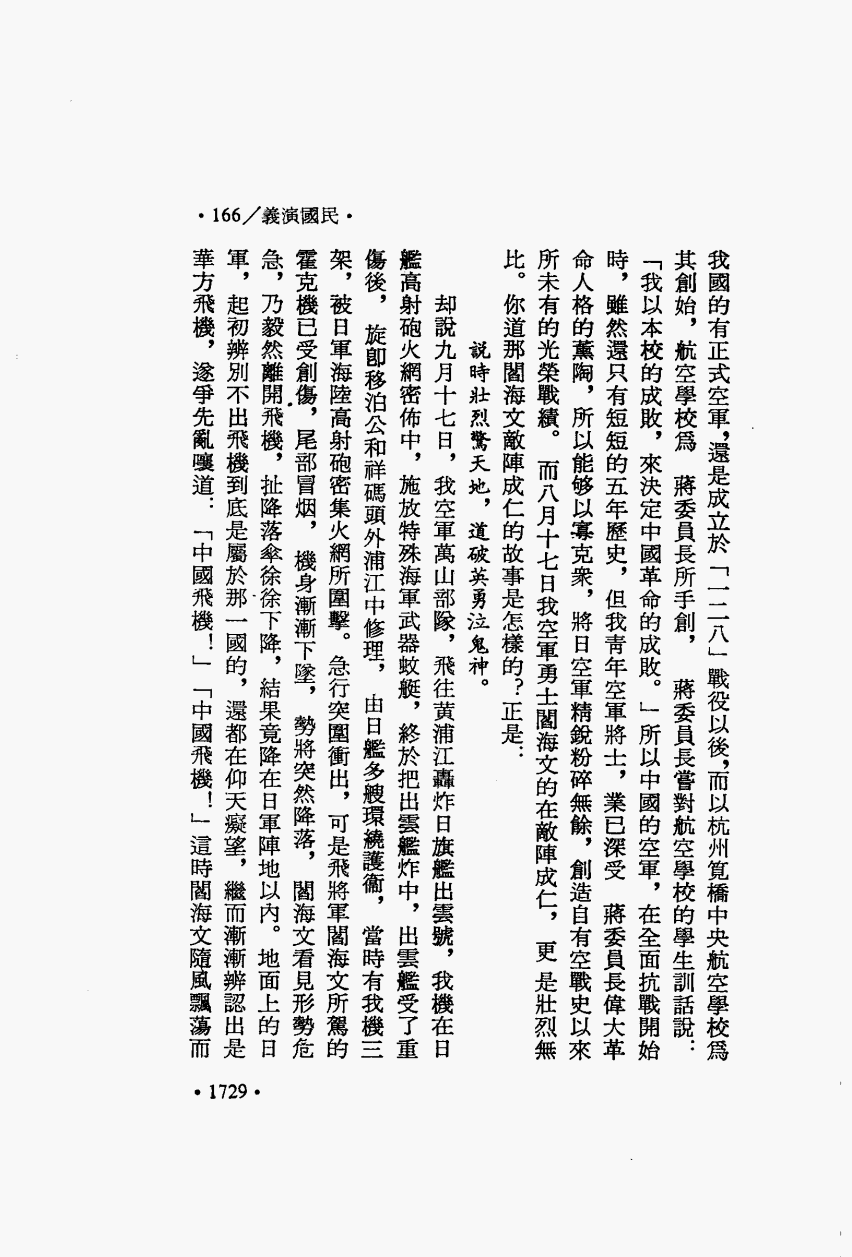 ·166／義演國民·
我國的有正式空軍，還是成立於「一二八」戰役以後，而以杭州筧橋中央航空學校爲
其創始，航空學校爲　蔣委員長所手創，　蔣委員長嘗對航空學校的學生訓話說：
「我以本校的成敗，來決定中國革命的成敗。」所以中國的空軍，在全面抗戰開始
時，雖然還只有短短的五年歷史，但我靑年空軍將士，業已深受　蔣委員長偉大革
命人格的薰陶，所以能够以寡克衆，將日空軍精銳粉碎無餘，創造自有空戰史以來
所未有的光榮戰績。　而八月十七日我空軍勇士閻海文的在敵陣成仁，　更　是壯烈無
比。你道那閻海文敵陣成仁的故事是怎樣的？正是：
說時壯烈驚天地，道破英勇泣鬼神。
却說九月十七日，我空軍萬山部隊，飛往黄浦江轟炸日旗艦出雲號，我機在日
艦高射砲火網密佈中，施放特殊海軍武器蚊艇，終於把出雲艦炸中，出雲艦受了重
傷後，　旋卽移泊公和祥碼頭外浦江中修理，　由日艦多艘環繞護衞，　當時有我機三
架，被日軍海陸高射砲密集火網所圍擊。急行突圍衝出，可是飛將軍閻海文所駕的
霍克機已受創傷，尾部冒烟，　機身漸漸下墜，　勢將突然降落，　閻海文看見形勢危
急，乃毅然離開飛機，扯降落傘徐徐下降，結果竟降在日軍陣地以內。地面上的日
軍，起初辨別不出飛機到底是屬於那一國的，還都在仰天癡望，繼而漸漸辨認出是
華方飛機，遂爭先亂嚷道：「中國飛機！」「中國飛機！」這時閻海文隨風飄蕩而
·1729·